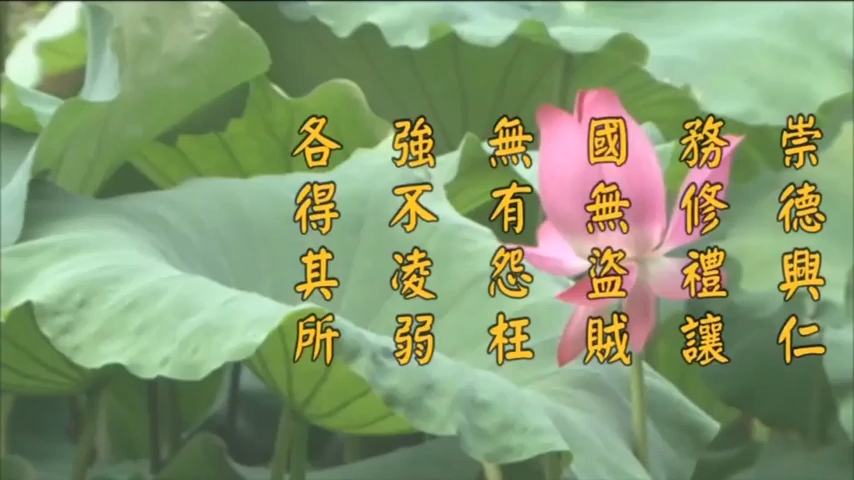 崇德興仁
務修禮讓
國無盜賊
無有怨枉
強不凌弱
各得其所